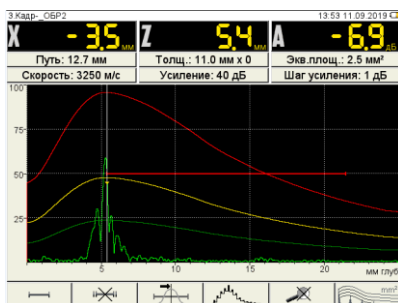 3.Кадр-_ОБР2 13:53 11.09.2019
X -3.5 мм Z 5.4 мм A -6.9 дБ
Путь: 12.7 мм Толщ.: 11.0 мм x 0 Экв.площ.: 2.5 мм²
Скорость: 3250 м/с Усиление: 40 дБ Шаг усиления: 1 дБ
100
75
50
25
5 10 15 20 мм глуб
mm²